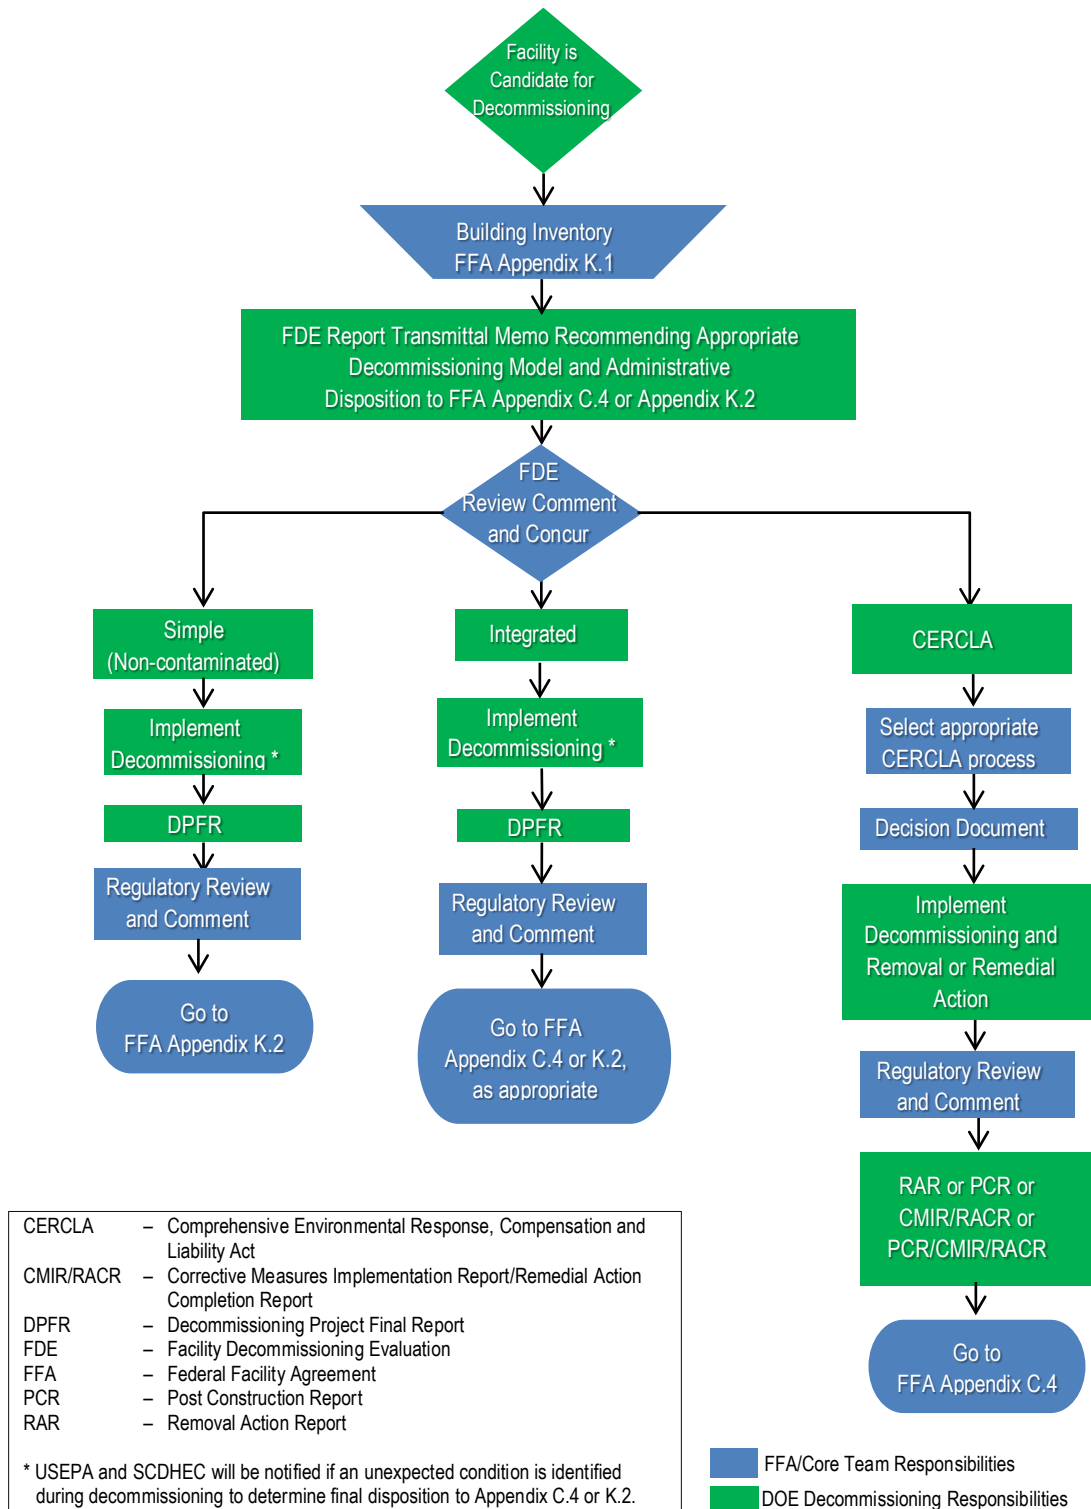 Facility is
Candidate for
Decommissioning
Building Inventory
FFA Appendix K.1
FDE Report Transmittal Memo Recommending Appropriate
Decommissioning Model and Administrative
Disposition to FFA Appendix C.4 or Appendix K.2
FDE
Review Comment
and Concur
Simple
(Non-contaminated)
Implement
Decommissioning *
DPFR
Regulatory Review
and Comment
Go to
FFA Appendix K.2
Integrated
Implement
Decommissioning *
DPFR
Regulatory Review
and Comment
Go to FFA
Appendix C.4 or K.2,
as appropriate
CERCLA
Select appropriate
CERCLA process
Decision Document
Implement
Decommissioning and
Removal or Remedial
Action
Regulatory Review
and Comment
RAR or PCR or
CMIR/RACR or
PCR/CMIR/RACR
Go to
FFA Appendix C.4
CERCLA – Comprehensive Environmental Response, Compensation and
Liability Act
CMIR/RACR – Corrective Measures Implementation Report/Remedial Action
Completion Report
DPFR – Decommissioning Project Final Report
FDE – Facility Decommissioning Evaluation
FFA – Federal Facility Agreement
PCR – Post Construction Report
RAR – Removal Action Report
* USEPA and SCDHEC will be notified if an unexpected condition is identified
during decommissioning to determine final disposition to Appendix C.4 or K.2.
FFA/Core Team Responsibilities
DOE Decommissioning Responsibilities